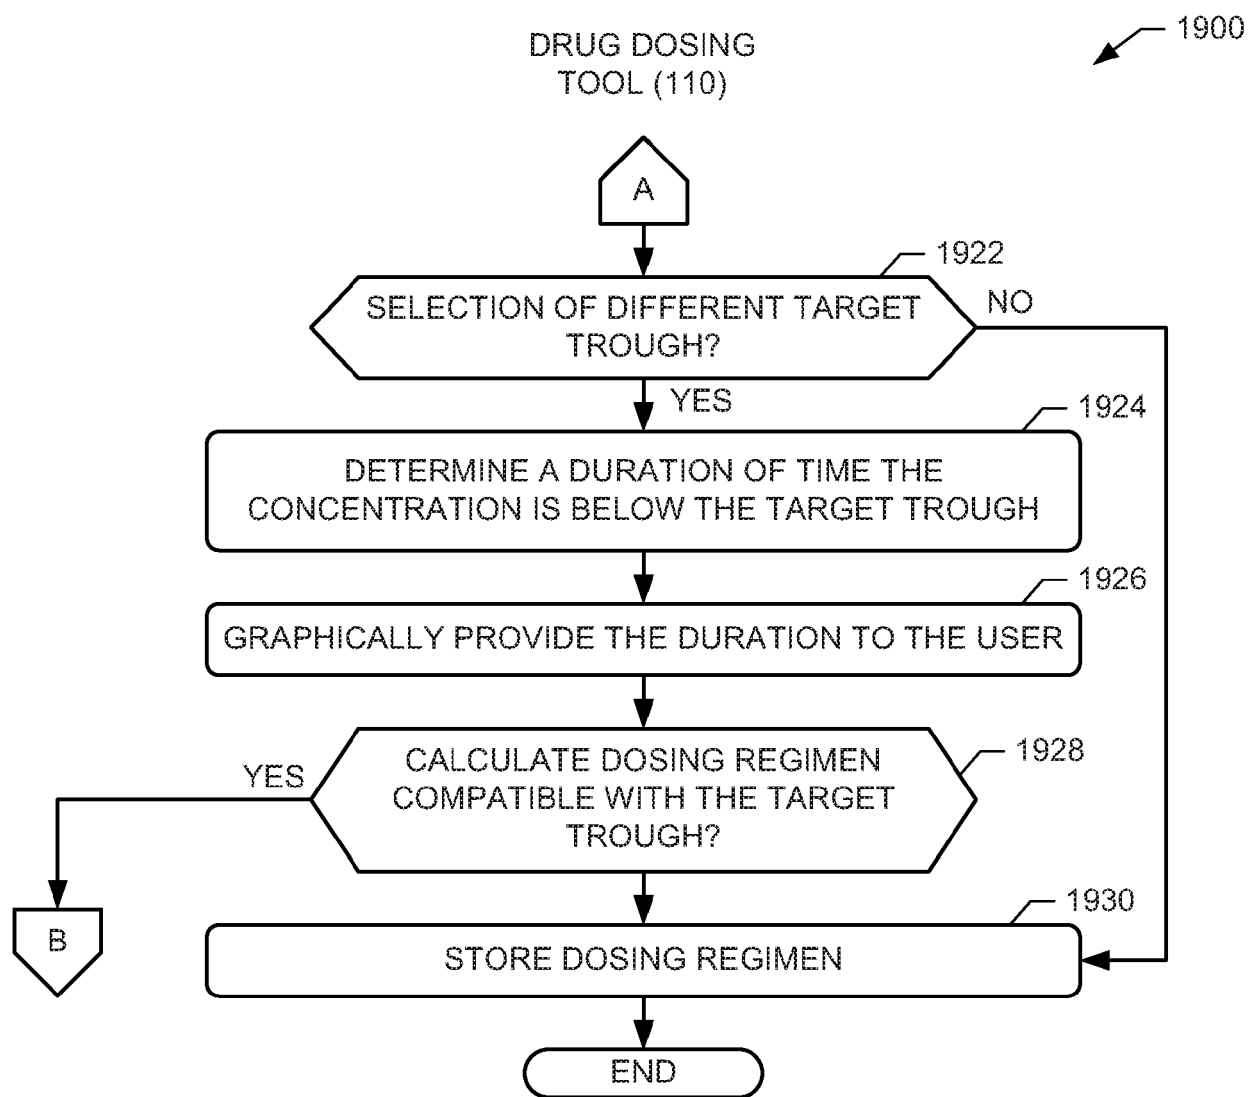 1900
DRUG DOSING
TOOL (110)
A
1922
SELECTION OF DIFFERENT TARGET
TROUGH?
NO
YES
1924
DETERMINE A DURATION OF TIME THE
CONCENTRATION IS BELOW THE TARGET TROUGH
1926
GRAPHICALLY PROVIDE THE DURATION TO THE USER
1928
CALCULATE DOSING REGIMEN
COMPATIBLE WITH THE TARGET
TROUGH?
YES
B
1930
STORE DOSING REGIMEN
END